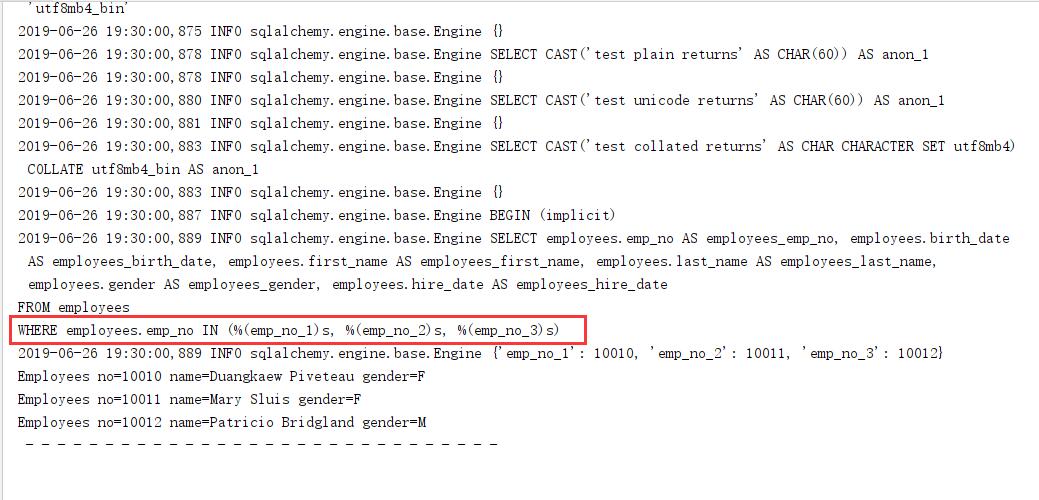 'utf8mb4_bin'
2019-06-26 19:30:00,875 INFO sqlalchemy.engine.base.Engine {}
2019-06-26 19:30:00,878 INFO sqlalchemy.engine.base.Engine SELECT CAST('test plain returns' AS CHAR(60)) AS anon_1
2019-06-26 19:30:00,878 INFO sqlalchemy.engine.base.Engine {}
2019-06-26 19:30:00,880 INFO sqlalchemy.engine.base.Engine SELECT CAST('test unicode returns' AS CHAR(60)) AS anon_1
2019-06-26 19:30:00,881 INFO sqlalchemy.engine.base.Engine {}
2019-06-26 19:30:00,883 INFO sqlalchemy.engine.base.Engine SELECT CAST('test collated returns' AS CHAR CHARACTER SET utf8mb4)
COLLATE utf8mb4_bin AS anon_1
2019-06-26 19:30:00,883 INFO sqlalchemy.engine.base.Engine {}
2019-06-26 19:30:00,887 INFO sqlalchemy.engine.base.Engine BEGIN (implicit)
2019-06-26 19:30:00,889 INFO sqlalchemy.engine.base.Engine SELECT employees.emp_no AS employees_emp_no, employees.birth_date
AS employees_birth_date, employees.first_name AS employees_first_name, employees.last_name AS employees_last_name,
employees.gender AS employees_gender, employees.hire_date AS employees_hire_date
FROM employees
WHERE employees.emp_no IN (%(emp_no_1)s, %(emp_no_2)s, %(emp_no_3)s)
2019-06-26 19:30:00,889 INFO sqlalchemy.engine.base.Engine {'emp_no_1': 10010, 'emp_no_2': 10011, 'emp_no_3': 10012}
Employees no=10010 name=Duangkaew Piveteau gender=F
Employees no=10011 name=Mary Sluis gender=F
Employees no=10012 name=Patricio Bridgland gender=M
- - - - - - - - - - - - - - - - - - - - - - - - - - - - - -